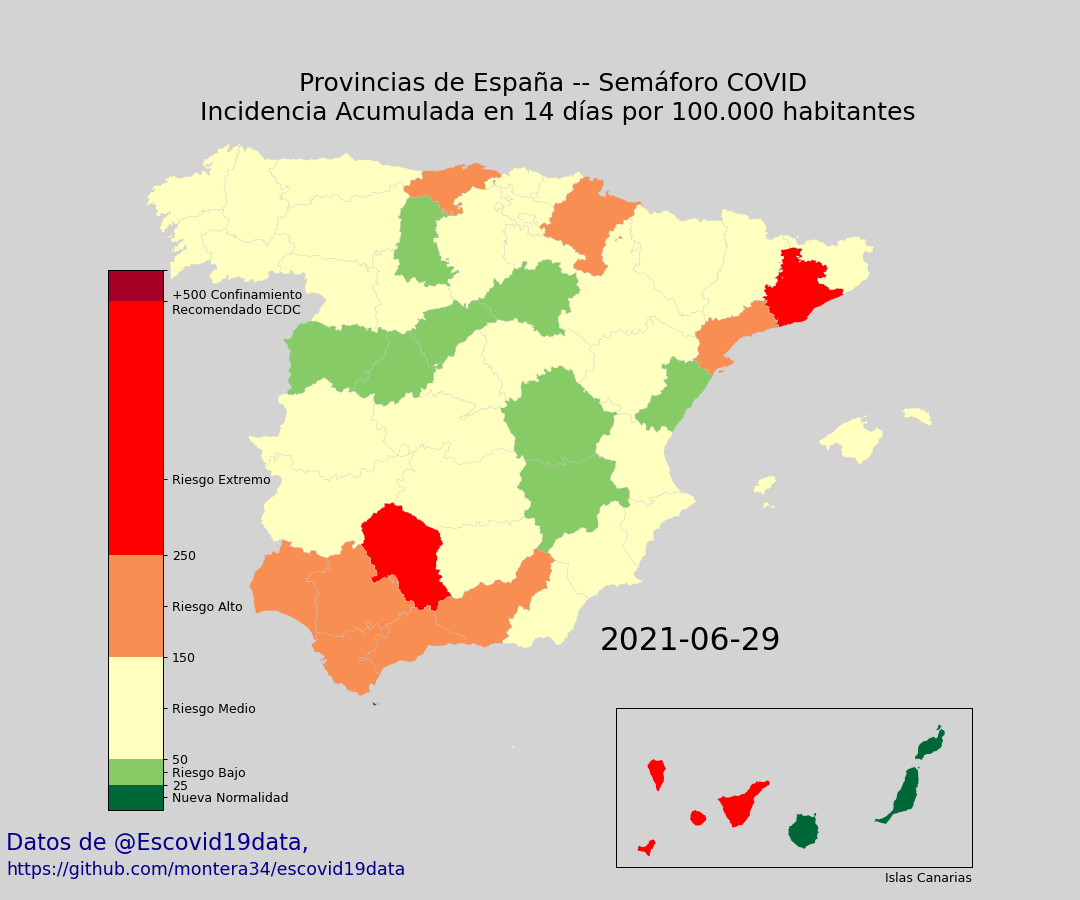 Provincias de España -- Semáforo COVID
Incidencia Acumulada en 14 días por 100.000 habitantes
+500 Confinamiento
Recomendado ECDC
Riesgo Extremo
250
Riesgo Alto
2021-06-29
150
Riesgo Medio
50
Riesgo Bajo
25
Nueva Normalidad
Datos de @Escovid19data,
https://github.com/montera34/escovid19data
Islas Canarias